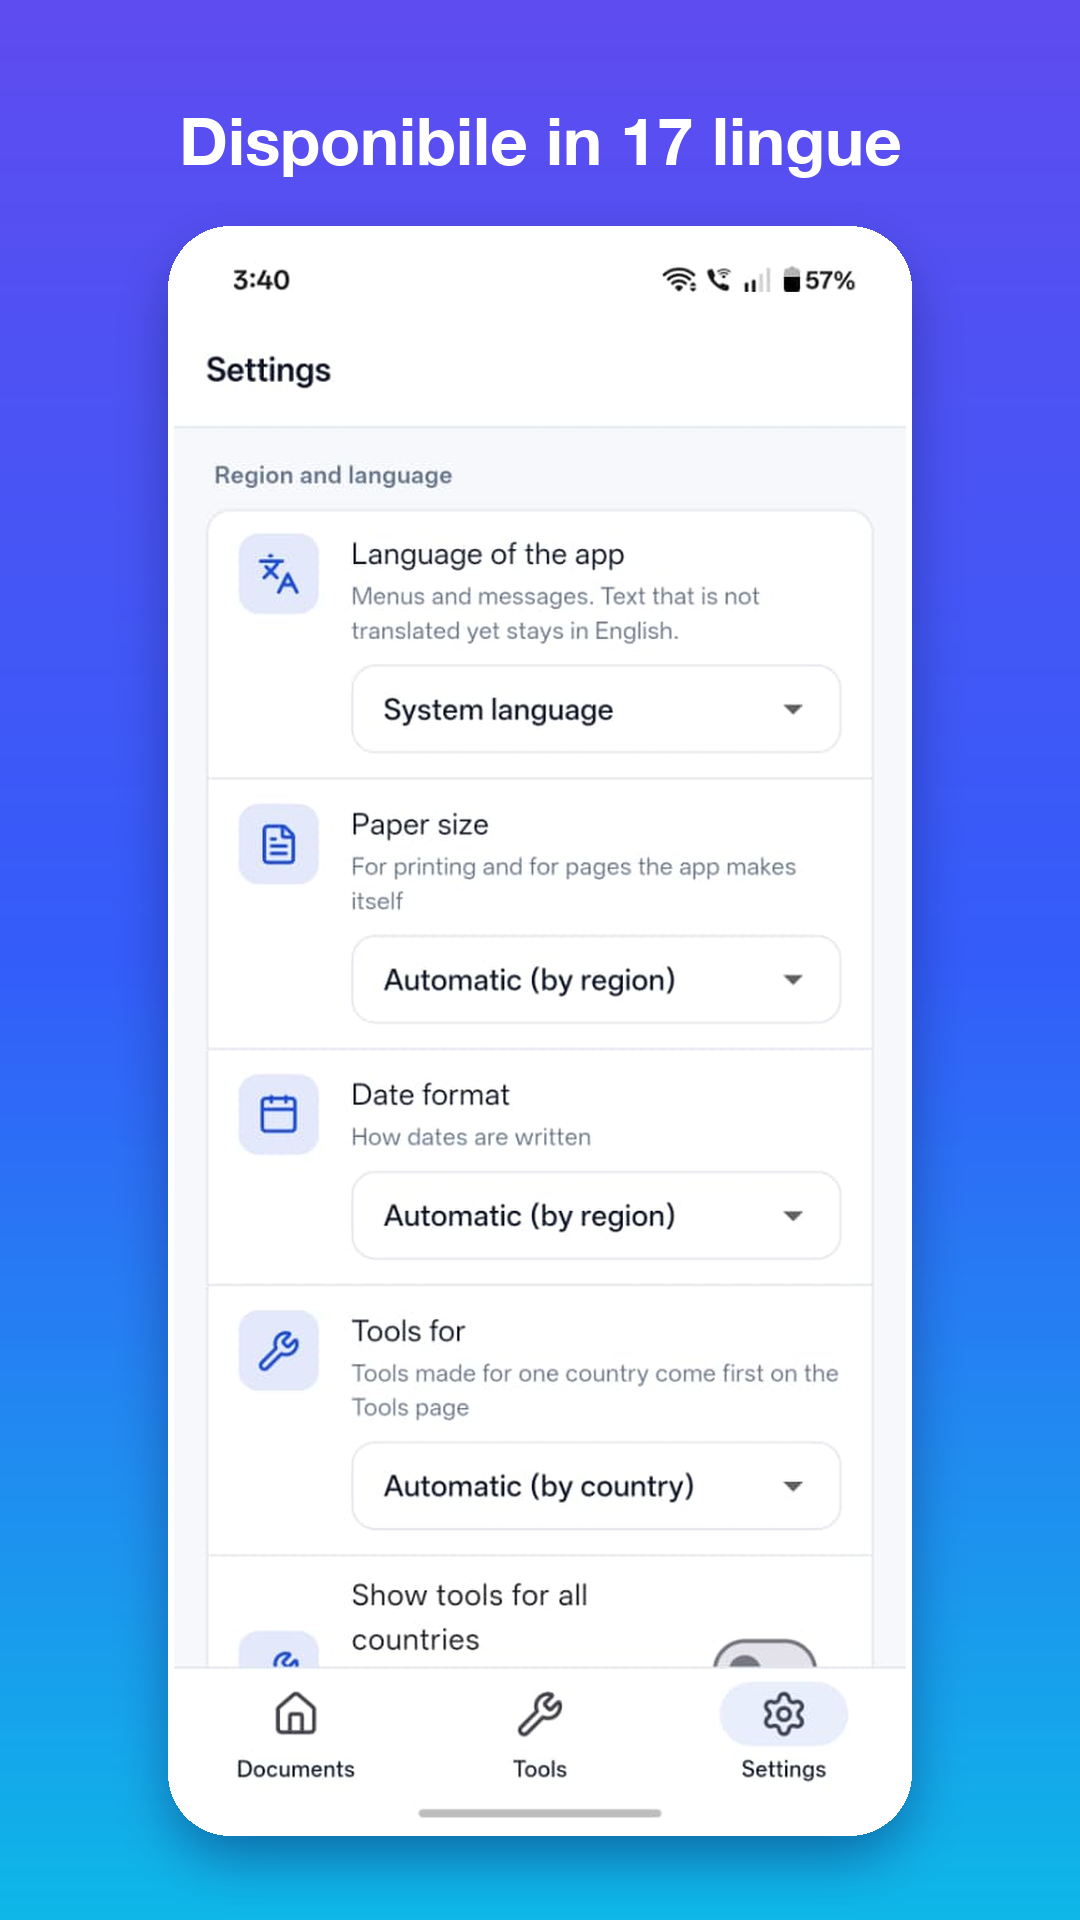 Disponibile in 17 lingue
3:40
57%
Settings
Region and language
Language of the app
Menus and messages. Text that is not
translated yet stays in English.
System language
Paper size
For printing and for pages the app makes
itself
Automatic (by region)
Date format
How dates are written
Automatic (by region)
Tools for
Tools made for one country come first on the
Tools page
Automatic (by country)
Show tools for all
countries
Documents
Tools
Settings